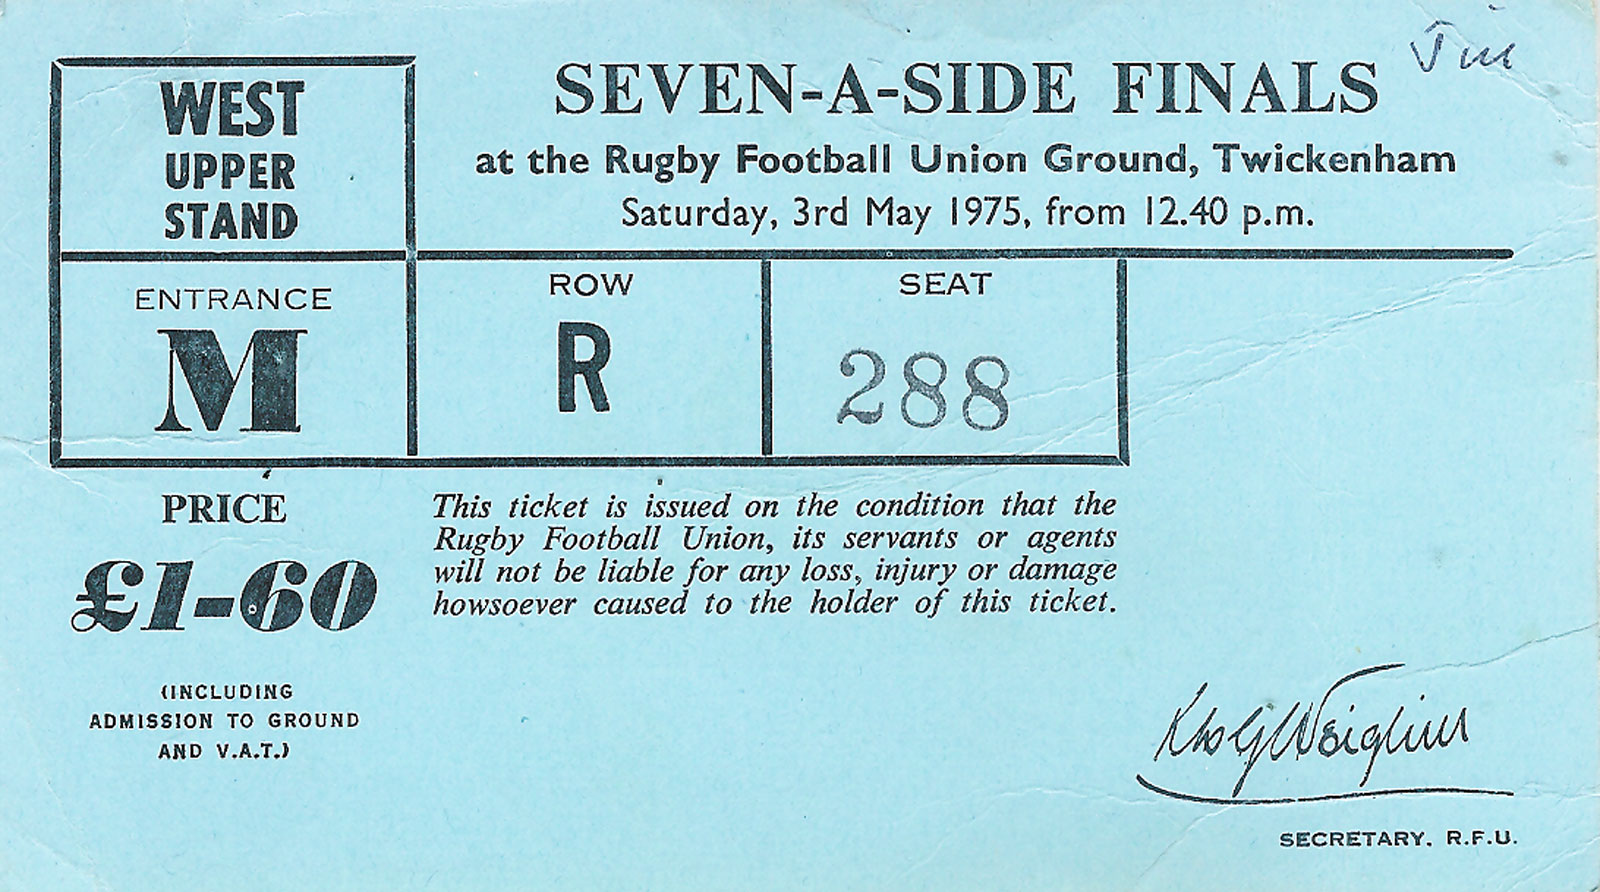 WEST
UPPER
STAND
SEVEN-A-SIDE FINALS
at the Rugby Football Union Ground, Twickenham
Saturday, 3rd May 1975, from 12.40 p.m.
ENTRANCE
M
ROW
R
SEAT
288
PRICE
£1-60
(INCLUDING
ADMISSION TO GROUND
AND V.A.T.)
This ticket is issued on the condition that the
Rugby Football Union, its servants or agents
will not be liable for any loss, injury or damage
howsoever caused to the holder of this ticket.
SECRETARY, R.F.U.